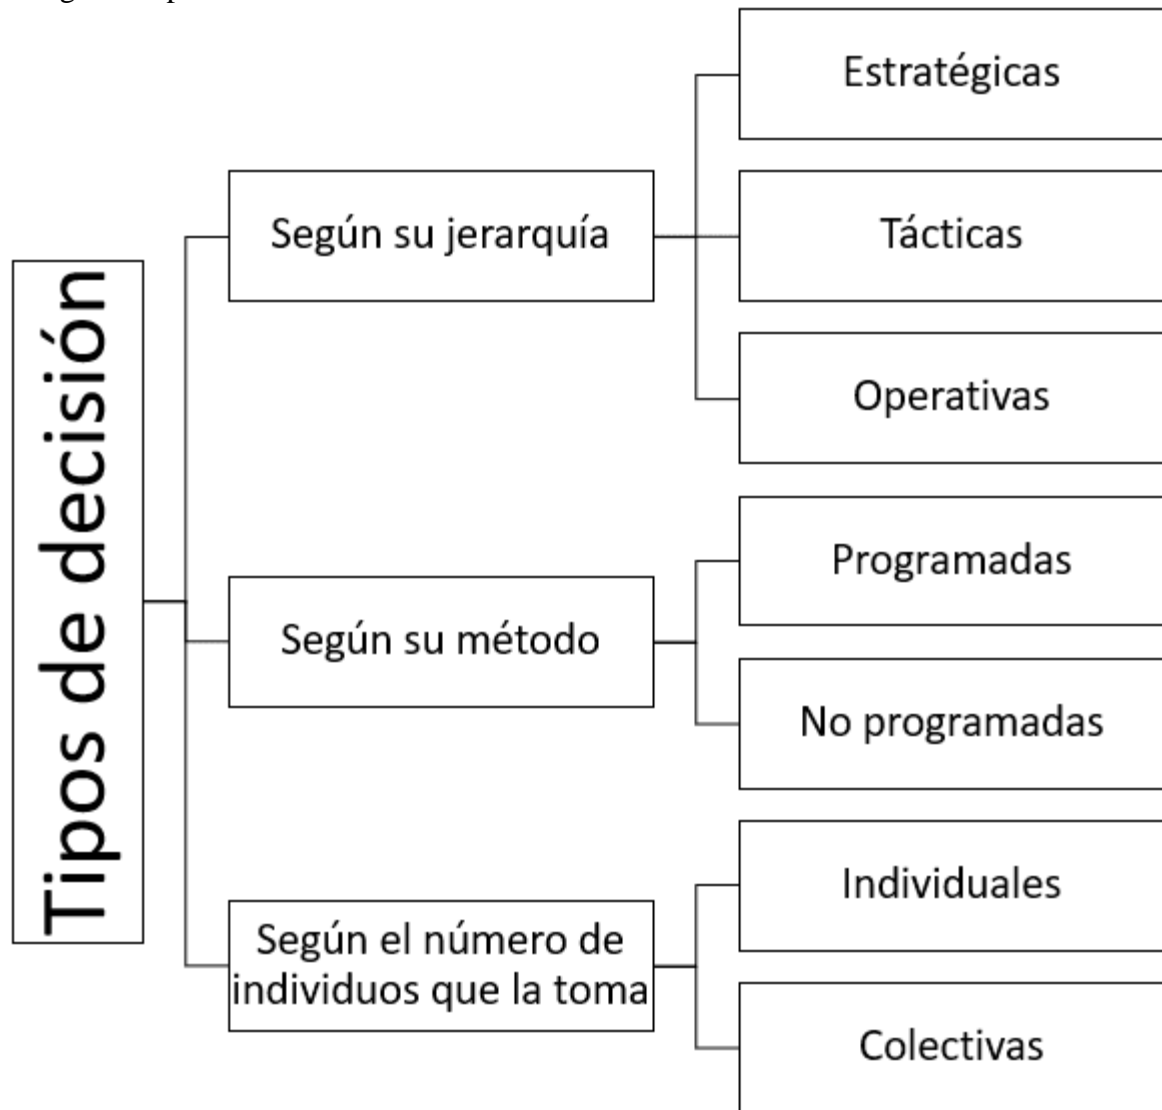 Tipos de decisión
Según su jerarquía
Estratégicas
Tácticas
Operativas
Según su método
Programadas
No programadas
Según el número de
individuos que la toma
Individuales
Colectivas